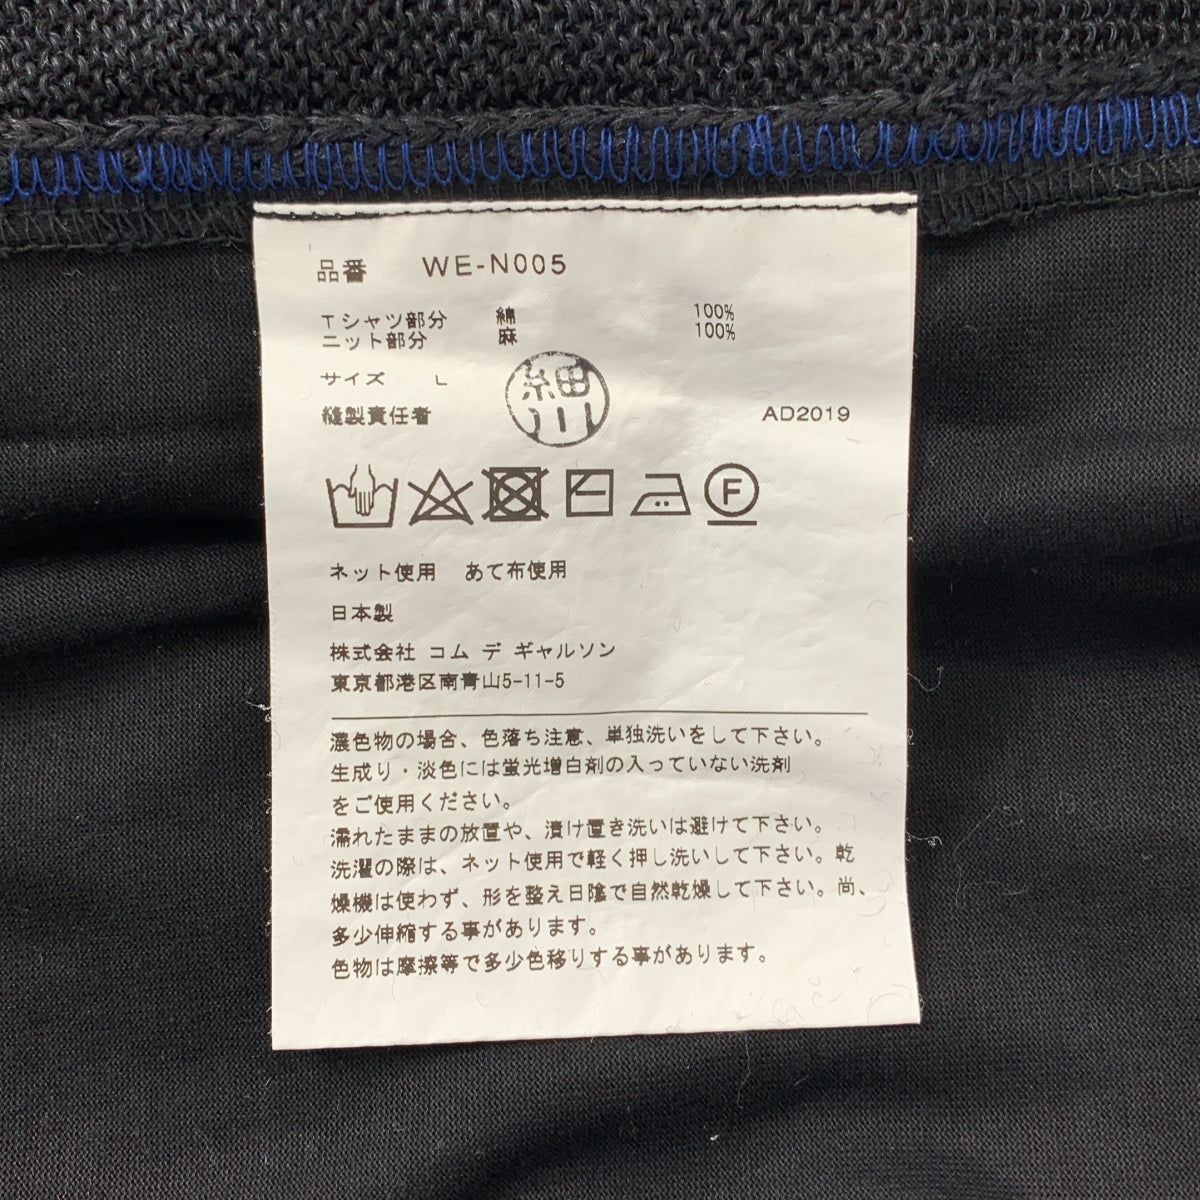 品番 WE-N005
Tシャツ部分 綿 100%
ニット部分 麻 100%
サイズ L
細川
縫製責任者 AD2019
F
ネット使用 あて布使用
日本製
株式会社 コム デ ギャルソン
東京都港区南青山5-11-5
濃色物の場合、色落ち注意、単独洗いをして下さい。
生成り・淡色には蛍光増白剤の入っていない洗剤
をご使用ください。
濡れたままの放置や、漬け置き洗いは避けて下さい。
洗濯の際は、ネット使用で軽く押し洗いして下さい。乾
燥機は使わず、形を整え日陰で自然乾燥して下さい。尚、
多少伸縮する事があります。
色物は摩擦等で多少色移りする事があります。